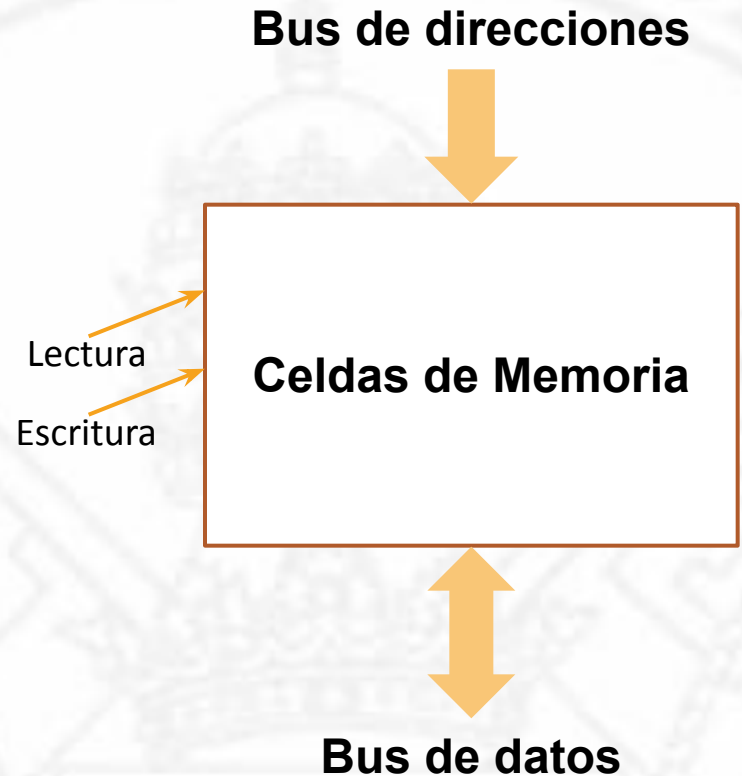 Bus de direcciones
Lectura
Celdas de Memoria
Escritura
Bus de datos